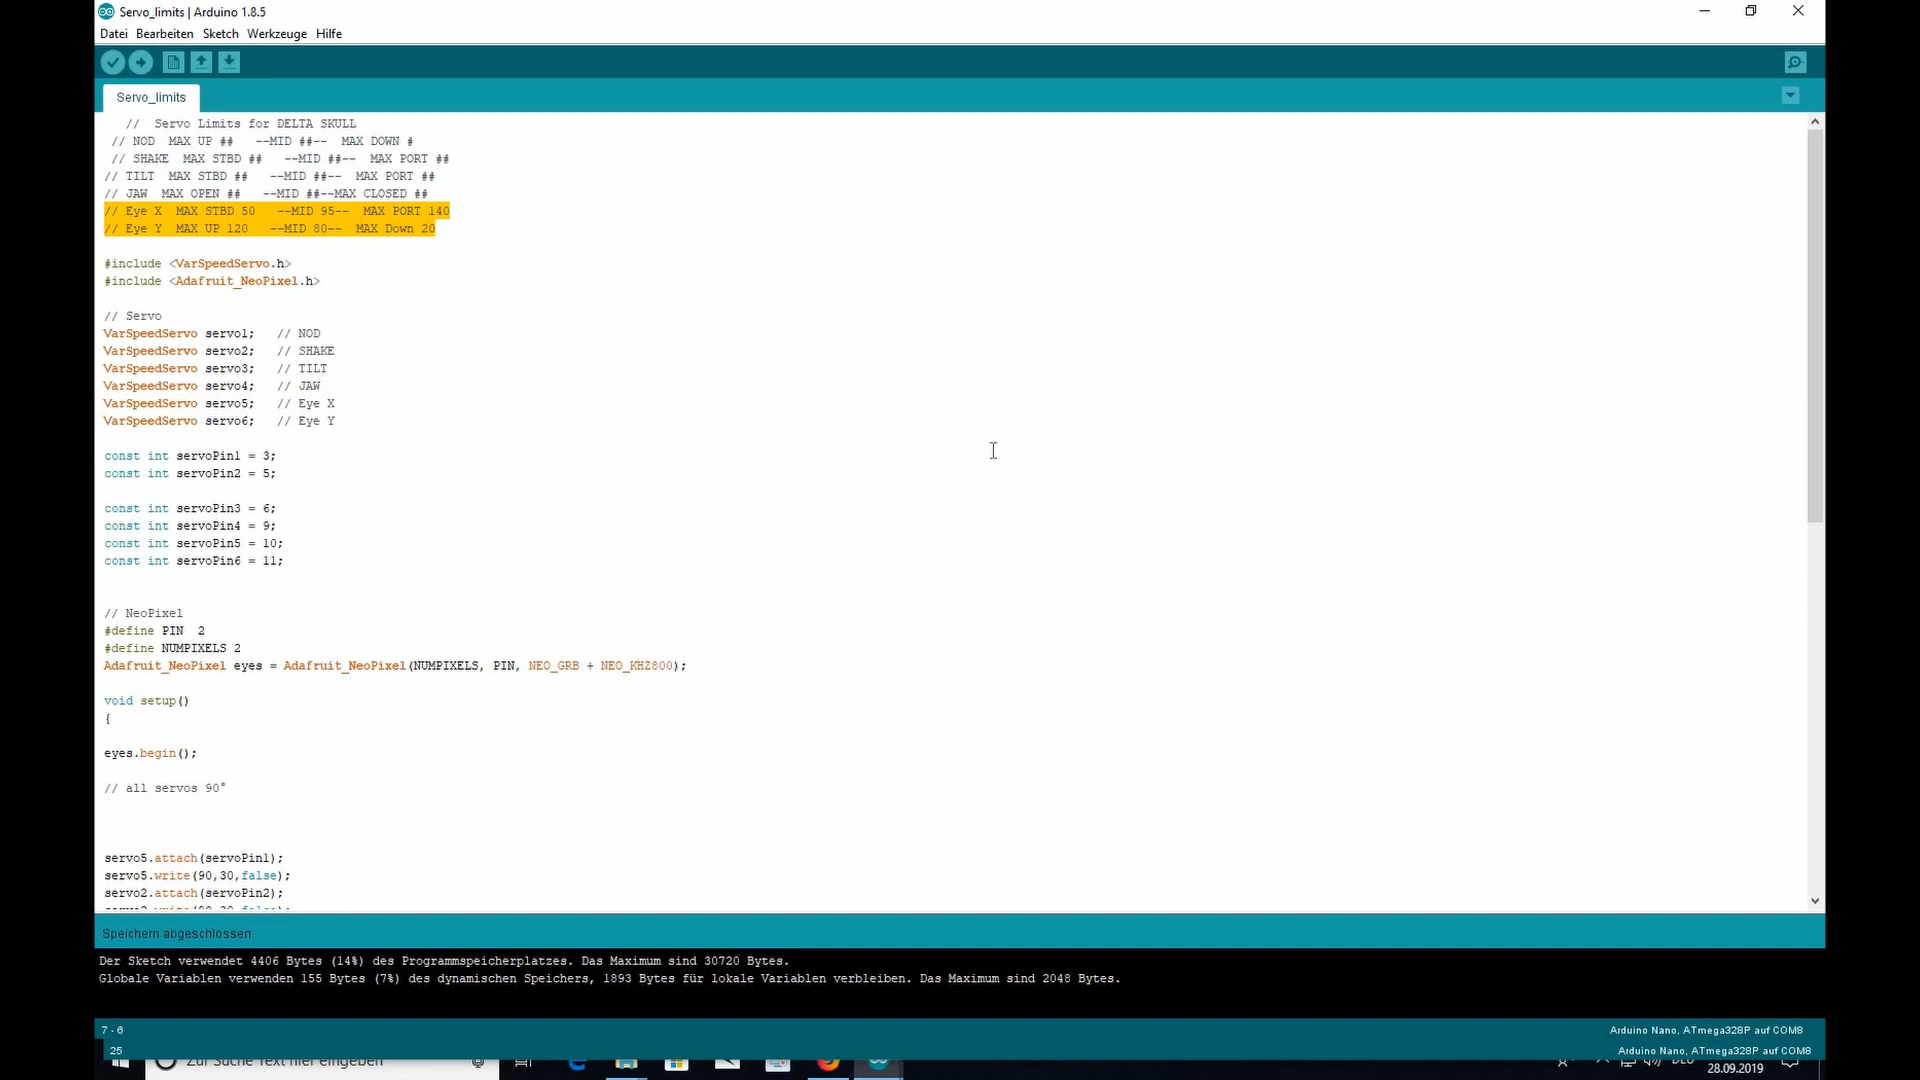 Servo_limits | Arduino 1.8.5
Datei Bearbeiten Sketch Werkzeuge Hilfe
Servo_limits
// Servo Limits for DELTA SKULL
// NOD MAX UP ## --MID ##-- MAX DOWN #
// SHAKE MAX STBD ## --MID ##-- MAX PORT ##
// TILT MAX STBD ## --MID ##-- MAX PORT ##
// JAW MAX OPEN ## --MID ##--MAX CLOSED ##
// Eye X MAX STBD 50 --MID 95-- MAX PORT 140
// Eye Y MAX UP 120 --MID 80-- MAX Down 20
#include <VarSpeedServo.h>
#include <Adafruit_NeoPixel.h>
// Servo
VarSpeedServo servo1; // NOD
VarSpeedServo servo2; // SHAKE
VarSpeedServo servo3; // TILT
VarSpeedServo servo4; // JAW
VarSpeedServo servo5; // Eye X
VarSpeedServo servo6; // Eye Y
const int servoPin1 = 3;
const int servoPin2 = 5;
const int servoPin3 = 6;
const int servoPin4 = 9;
const int servoPin5 = 10;
const int servoPin6 = 11;
// NeoPixel
#define PIN 2
#define NUMPIXELS 2
Adafruit_NeoPixel eyes = Adafruit_NeoPixel(NUMPIXELS, PIN, NEO_GRB + NEO_KHZ800);
void setup()
{
eyes.begin();
// all servos 90°
servo5.attach(servoPin1);
servo5.write(90,30,false);
servo2.attach(servoPin2);
Speichern abgeschlossen
Der Sketch verwendet 4406 Bytes (14%) des Programmspeicherplatzes. Das Maximum sind 30720 Bytes.
Globale Variablen verwenden 155 Bytes (7%) des dynamischen Speichers, 1893 Bytes für lokale Variablen verbleiben. Das Maximum sind 2048 Bytes.
7 - 6 Arduino Nano, ATmega328P auf COM8
25 Arduino Nano, ATmega328P auf COM8
Zur Suche Text hier eingeben
28.09.2019